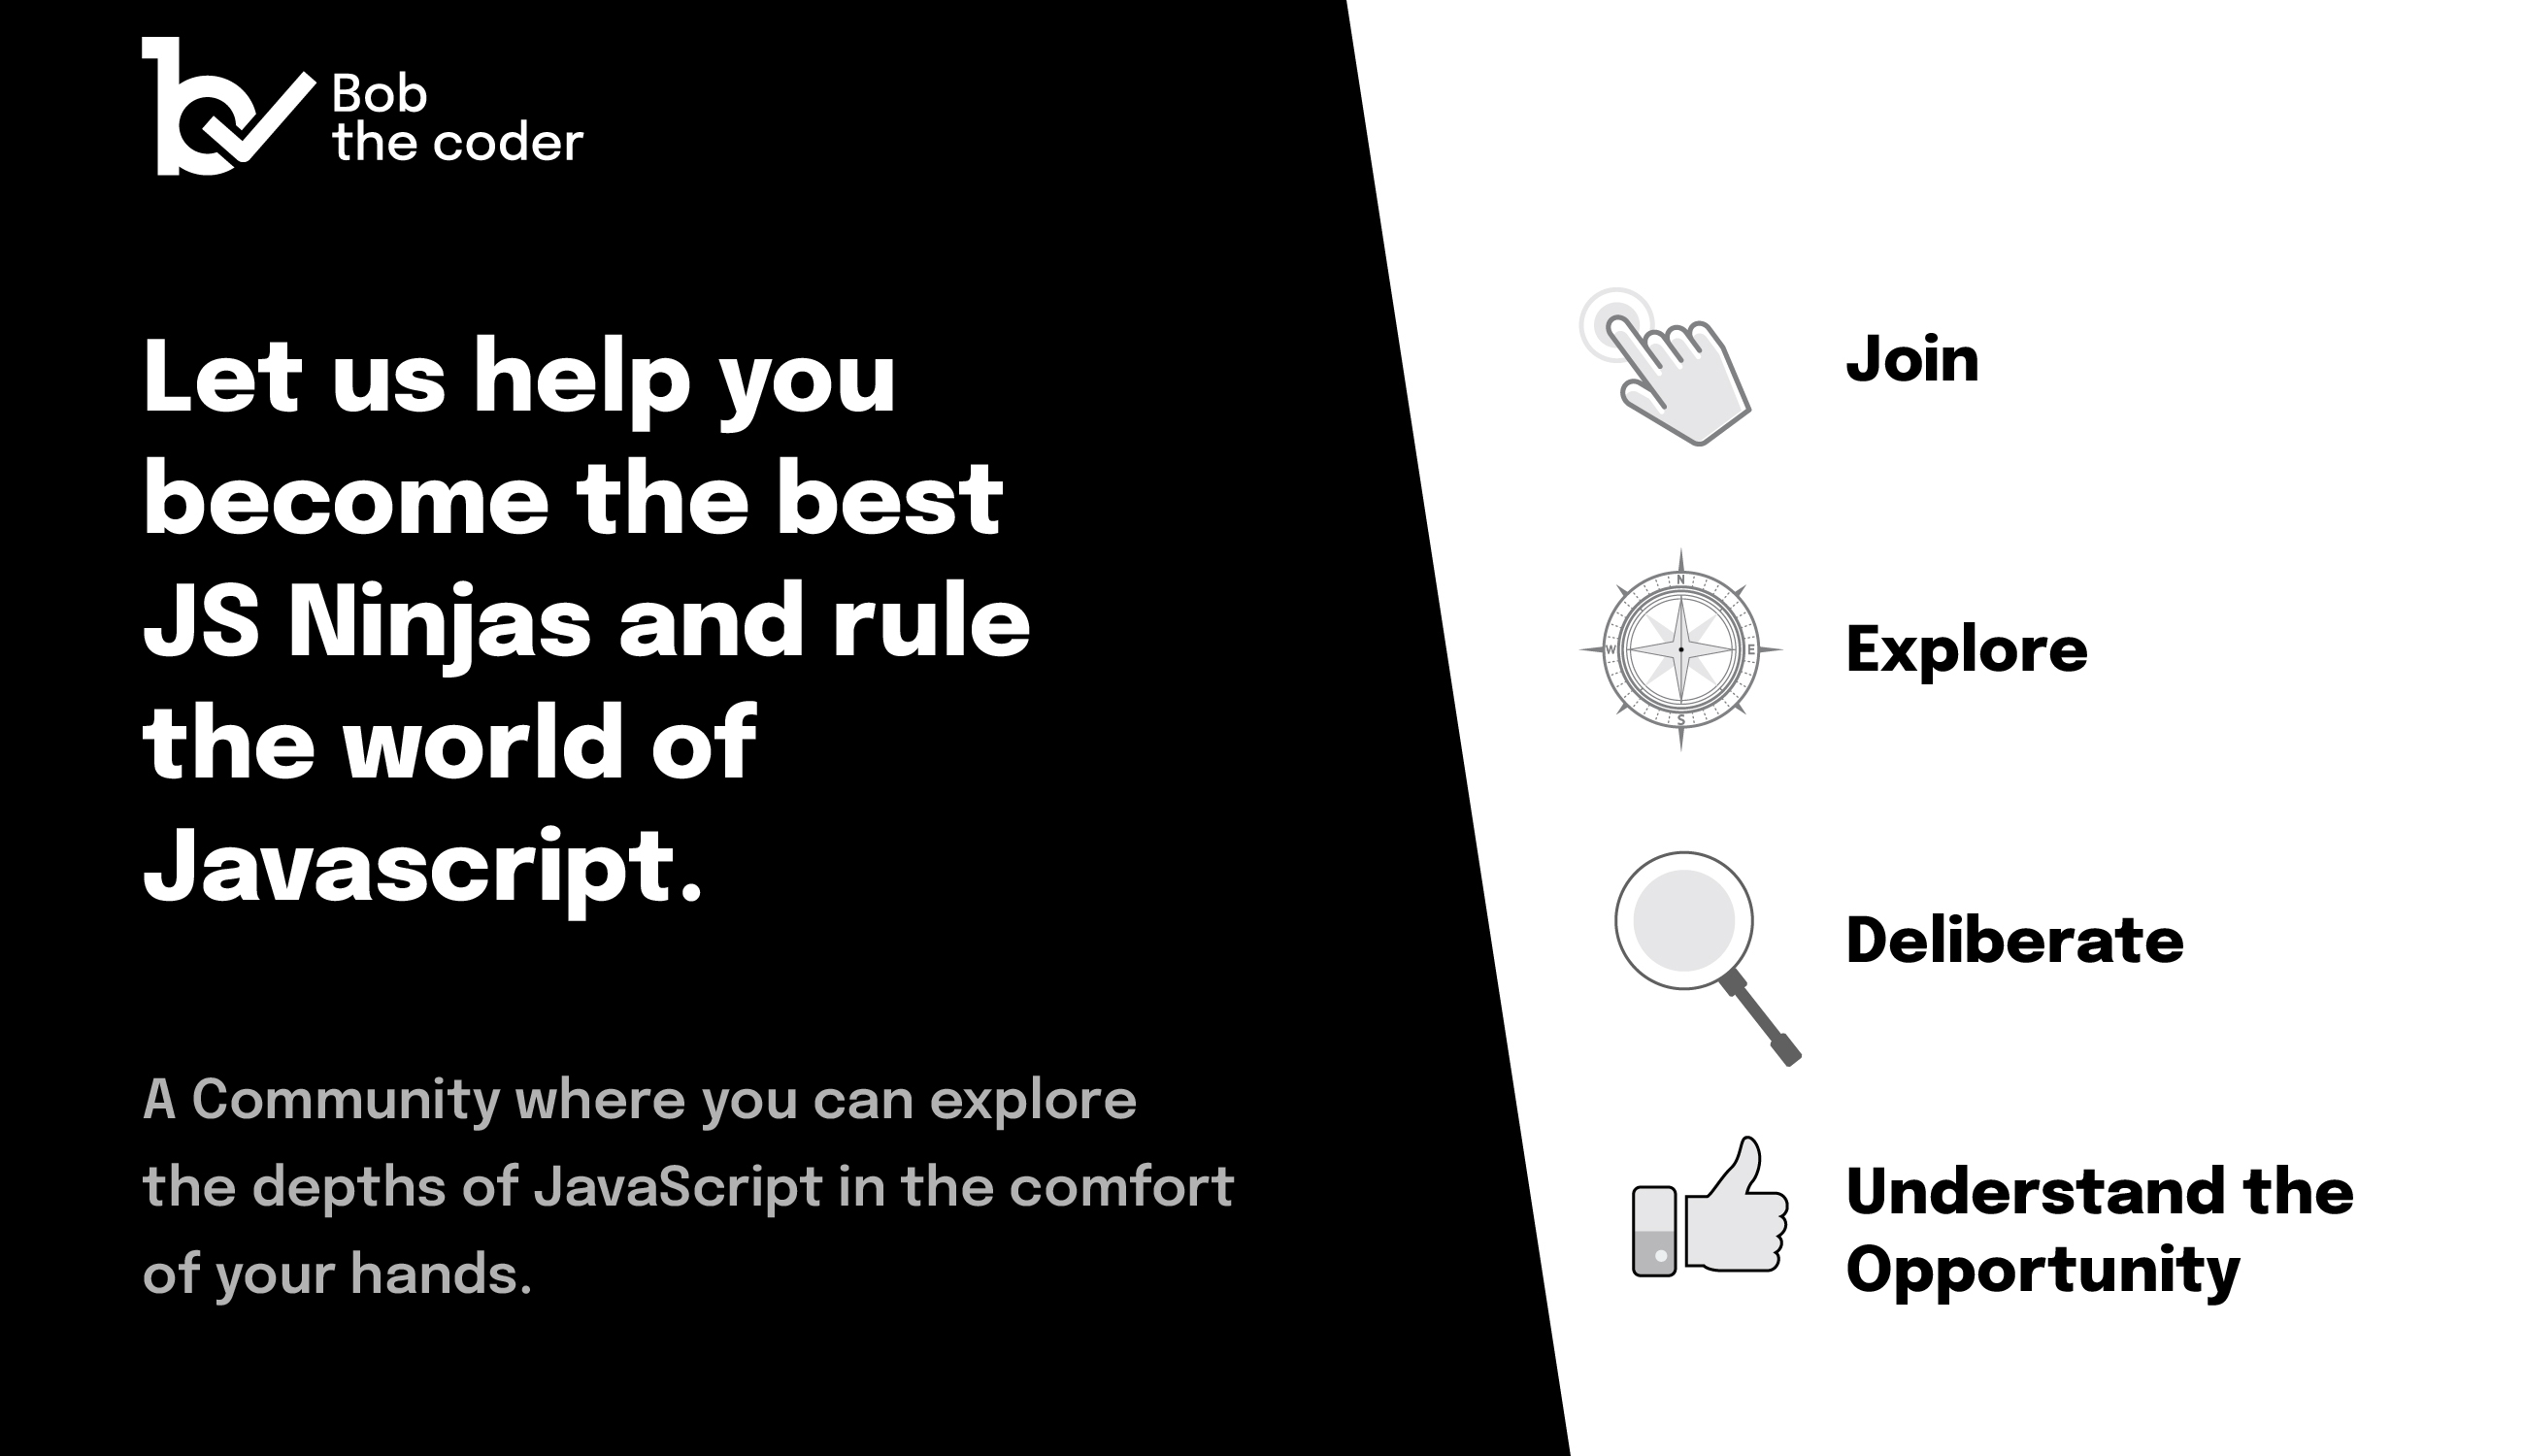 Bob
the coder
Let us help you
become the best
JS Ninjas and rule
the world of
Javascript.
A Community where you can explore
the depths of JavaScript in the comfort
of your hands.
Join
N
W
E
S
Explore
Deliberate
Understand the
Opportunity